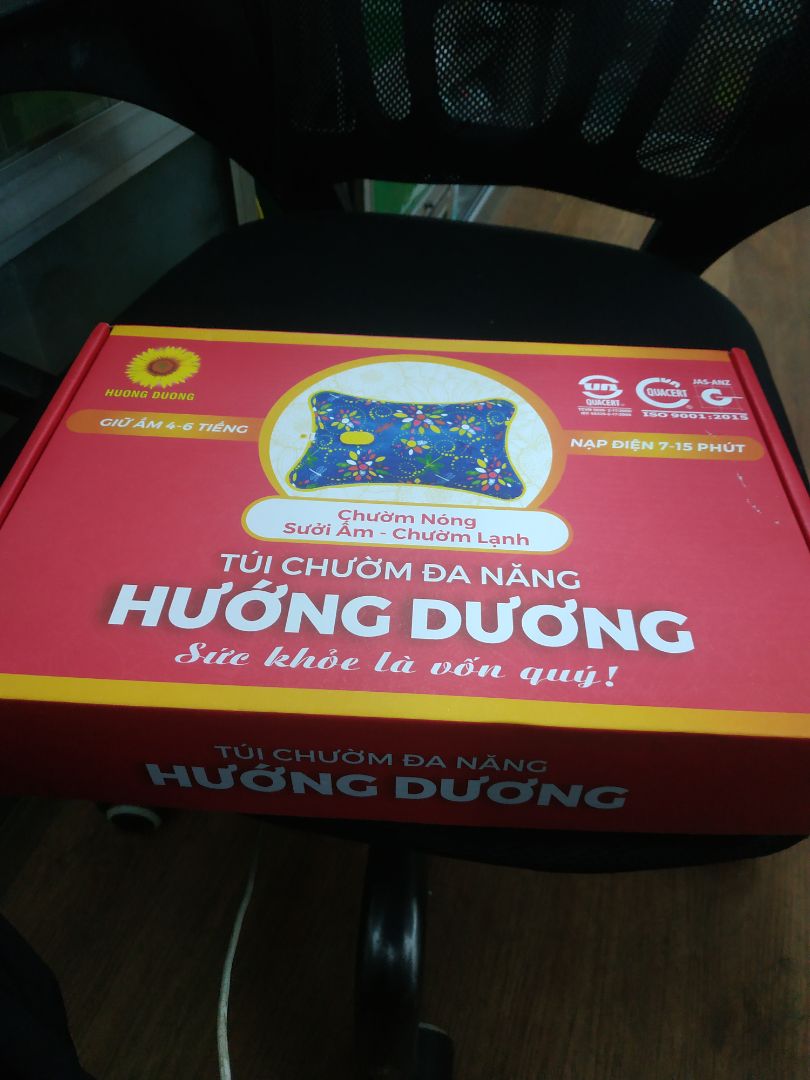 HUONG DUONG
QUACERT
QUACERT
JAS-ANZ
ISO 9001:2015
GIỮ ẤM 4-6 TIẾNG
NẠP ĐIỆN 7-15 PHÚT
Chườm Nóng
Sưởi Ấm - Chườm Lạnh
TÚI CHƯỜM ĐA NĂNG
HƯỚNG DƯƠNG
Sức khỏe là vốn quý!
TÚI CHƯỜM ĐA NĂNG
HƯỚNG DƯƠNG